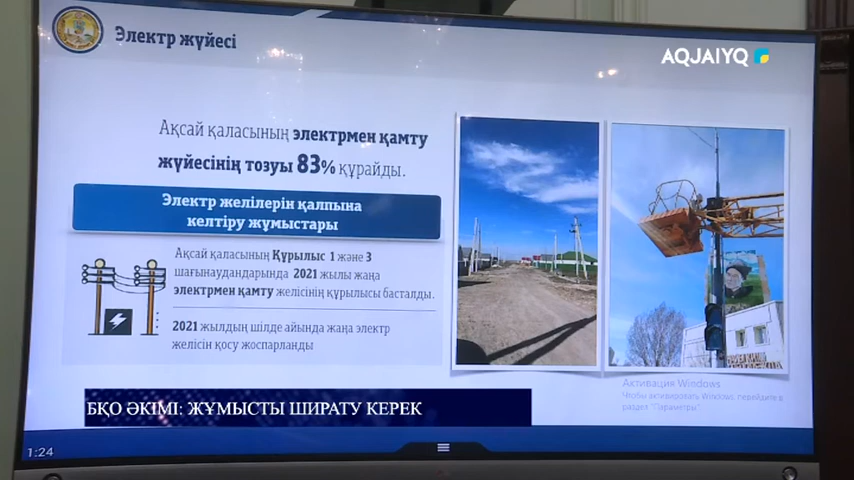 Электр жүйесі
AQJAIYQ
Ақсай қаласының электрмен қамту
жүйесінің тозуы 83% құрайды.
Электр желілерін қалпына
келтіру жұмыстары
Ақсай қаласының Құрылыс 1 және 3
шағынаудандарында 2021 жылы жаңа
электрмен қамту желісінің құрылысы басталды.
2021 жылдың шілде айында жаңа электр
желісін қосу жоспарланды
Активация Windows
Чтобы активировать Windows, перейдите в
раздел "Параметры"
БҚО ӘКІМІ: ЖҰМЫСТЫ ШИРАТУ КЕРЕК
1:24